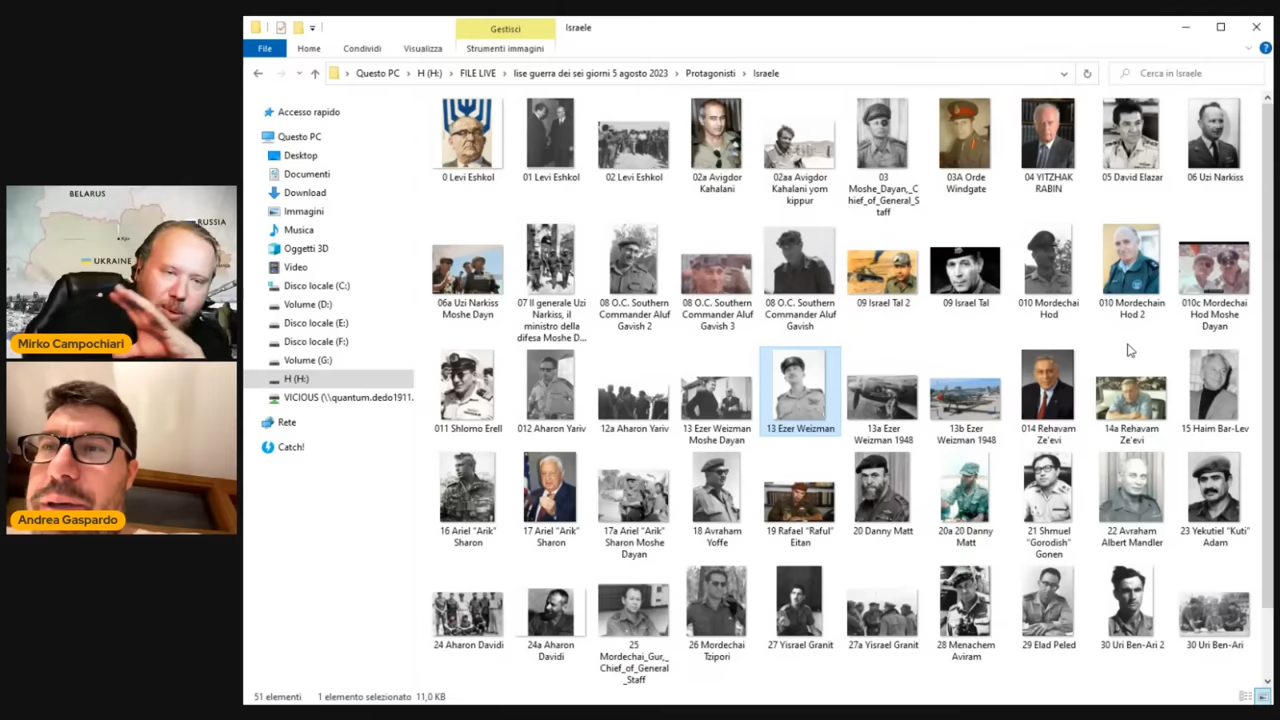 BELARUS
RUSSIA
Kyiv
UKRAINE
Mirko Campochiari
Andrea Gaspardo
Gestisci
Israele
File
Home
Condividi
Visualizza
Strumenti immagini
Questo PC
H (H:)
FILE LIVE
lise guerra dei sei giorni 5 agosto 2023
Protagonisti
Israele
Cerca in Israele
Accesso rapido
Questo PC
Desktop
Documenti
Download
Immagini
Musica
Oggetti 3D
Video
Disco locale (C:)
Volume (D:)
Disco locale (E:)
Disco locale (F:)
Volume (G:)
H (H:)
VICIOUS (\\quantum.dedo1911.
Rete
Catch!
0 Levi Eshkol
01 Levi Eshkol
02 Levi Eshkol
02a Avigdor
Kahalani
02aa Avigdor
Kahalani yom
kippur
03
Moshe_Dayan,_C
hief_of_General_S
taff
03A Orde
Windgate
04 YITZHAK
RABIN
05 David Elazar
06 Uzi Narkiss
06a Uzi Narkiss
Moshe Dayn
07 Il generale Uzi
Narkiss, il
ministro della
difesa Moshe D...
08 O.C. Southern
Commander Aluf
Gavish 2
08 O.C. Southern
Commander Aluf
Gavish 3
08 O.C. Southern
Commander Aluf
Gavish
09 Israel Tal 2
09 Israel Tal
010 Mordechai
Hod
010 Mordechain
Hod 2
010c Mordechai
Hod Moshe
Dayan
011 Shlomo Erell
012 Aharon Yariv
12a Aharon Yariv
13 Ezer Weizman
Moshe Dayan
13 Ezer Weizman
13a Ezer
Weizman 1948
13b Ezer
Weizman 1948
014 Rehavam
Ze'evi
14a Rehavam
Ze'evi
15 Haim Bar-Lev
16 Ariel "Arik"
Sharon
17 Ariel "Arik"
Sharon
17a Ariel "Arik"
Sharon Moshe
Dayan
18 Avraham
Yoffe
19 Rafael "Raful"
Eitan
20 Danny Matt
20a 20 Danny
Matt
21 Shmuel
"Gorodish"
Gonen
22 Avraham
Albert Mandler
23 Yekutiel "Kuti"
Adam
24 Aharon Davidi
24a Aharon
Davidi
25
Mordechai_Gur,_
Chief_of_General
_Staff
26 Mordechai
Tzipori
27 Yisrael Granit
27a Yisrael Granit
28 Menachem
Aviram
29 Elad Peled
30 Uri Ben-Ari 2
30 Uri Ben-Ari
51 elementi
1 elemento selezionato
11,0 KB